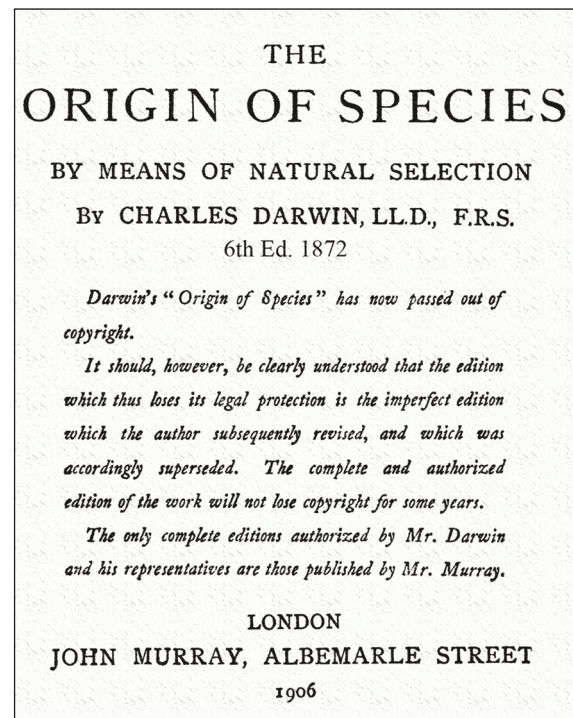 THE
ORIGIN OF SPECIES
BY MEANS OF NATURAL SELECTION
BY CHARLES DARWIN, LL.D., F.R.S.
6th Ed. 1872
Darwin's "Origin of Species" has now passed out of
copyright.
It should, however, be clearly understood that the edition
which thus loses its legal protection is the imperfect edition
which the author subsequently revised, and which was
accordingly superseded. The complete and authorized
edition of the work will not lose copyright for some years.
The only complete editions authorized by Mr. Darwin
and his representatives are those published by Mr. Murray.
LONDON
JOHN MURRAY, ALBEMARLE STREET
1906